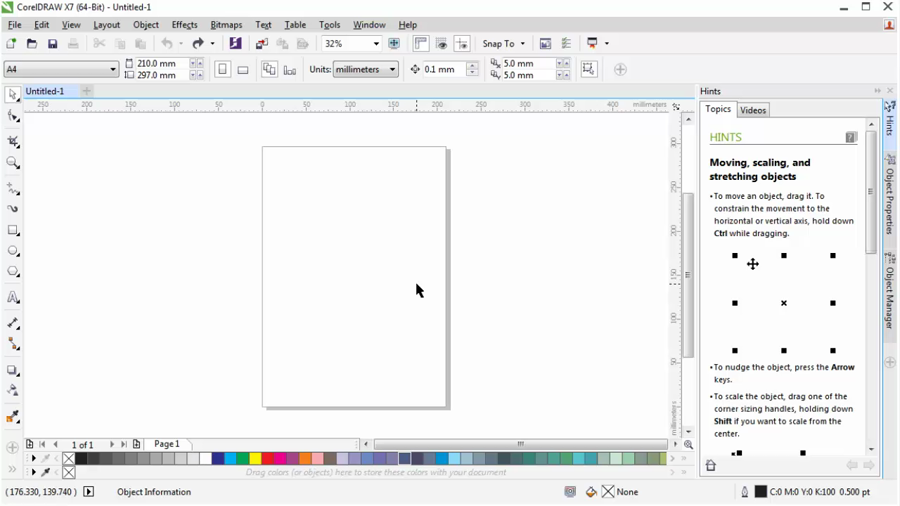 CorelDRAW X7 (64-Bit) - Untitled-1
File Edit View Layout Object Effects Bitmaps Text Table Tools Window Help
32% Snap To
A4 210.0 mm 297.0 mm Units: millimeters 0.1 mm 5.0 mm 5.0 mm
Untitled-1
Hints
250 200 150 100 50 0 50 100 150 200 250 300 350 400 millimeters
Topics Videos
HINTS
Moving, scaling, and
stretching objects
•To move an object, drag it. To
constrain the movement to the
horizontal or vertical axis, hold down
Ctrl while dragging.
•To nudge the object, press the Arrow
keys.
•To scale the object, drag one of the
corner sizing handles, holding down
Shift if you want to scale from the
center.
300
250
200
150
100
50
millimeters
Hints
Object Properties
Object Manager
1 of 1 Page 1
Drag colors (or objects) here to store these colors with your document
(176.330, 139.740) Object Information None C:0 M:0 Y:0 K:100 0.500 pt